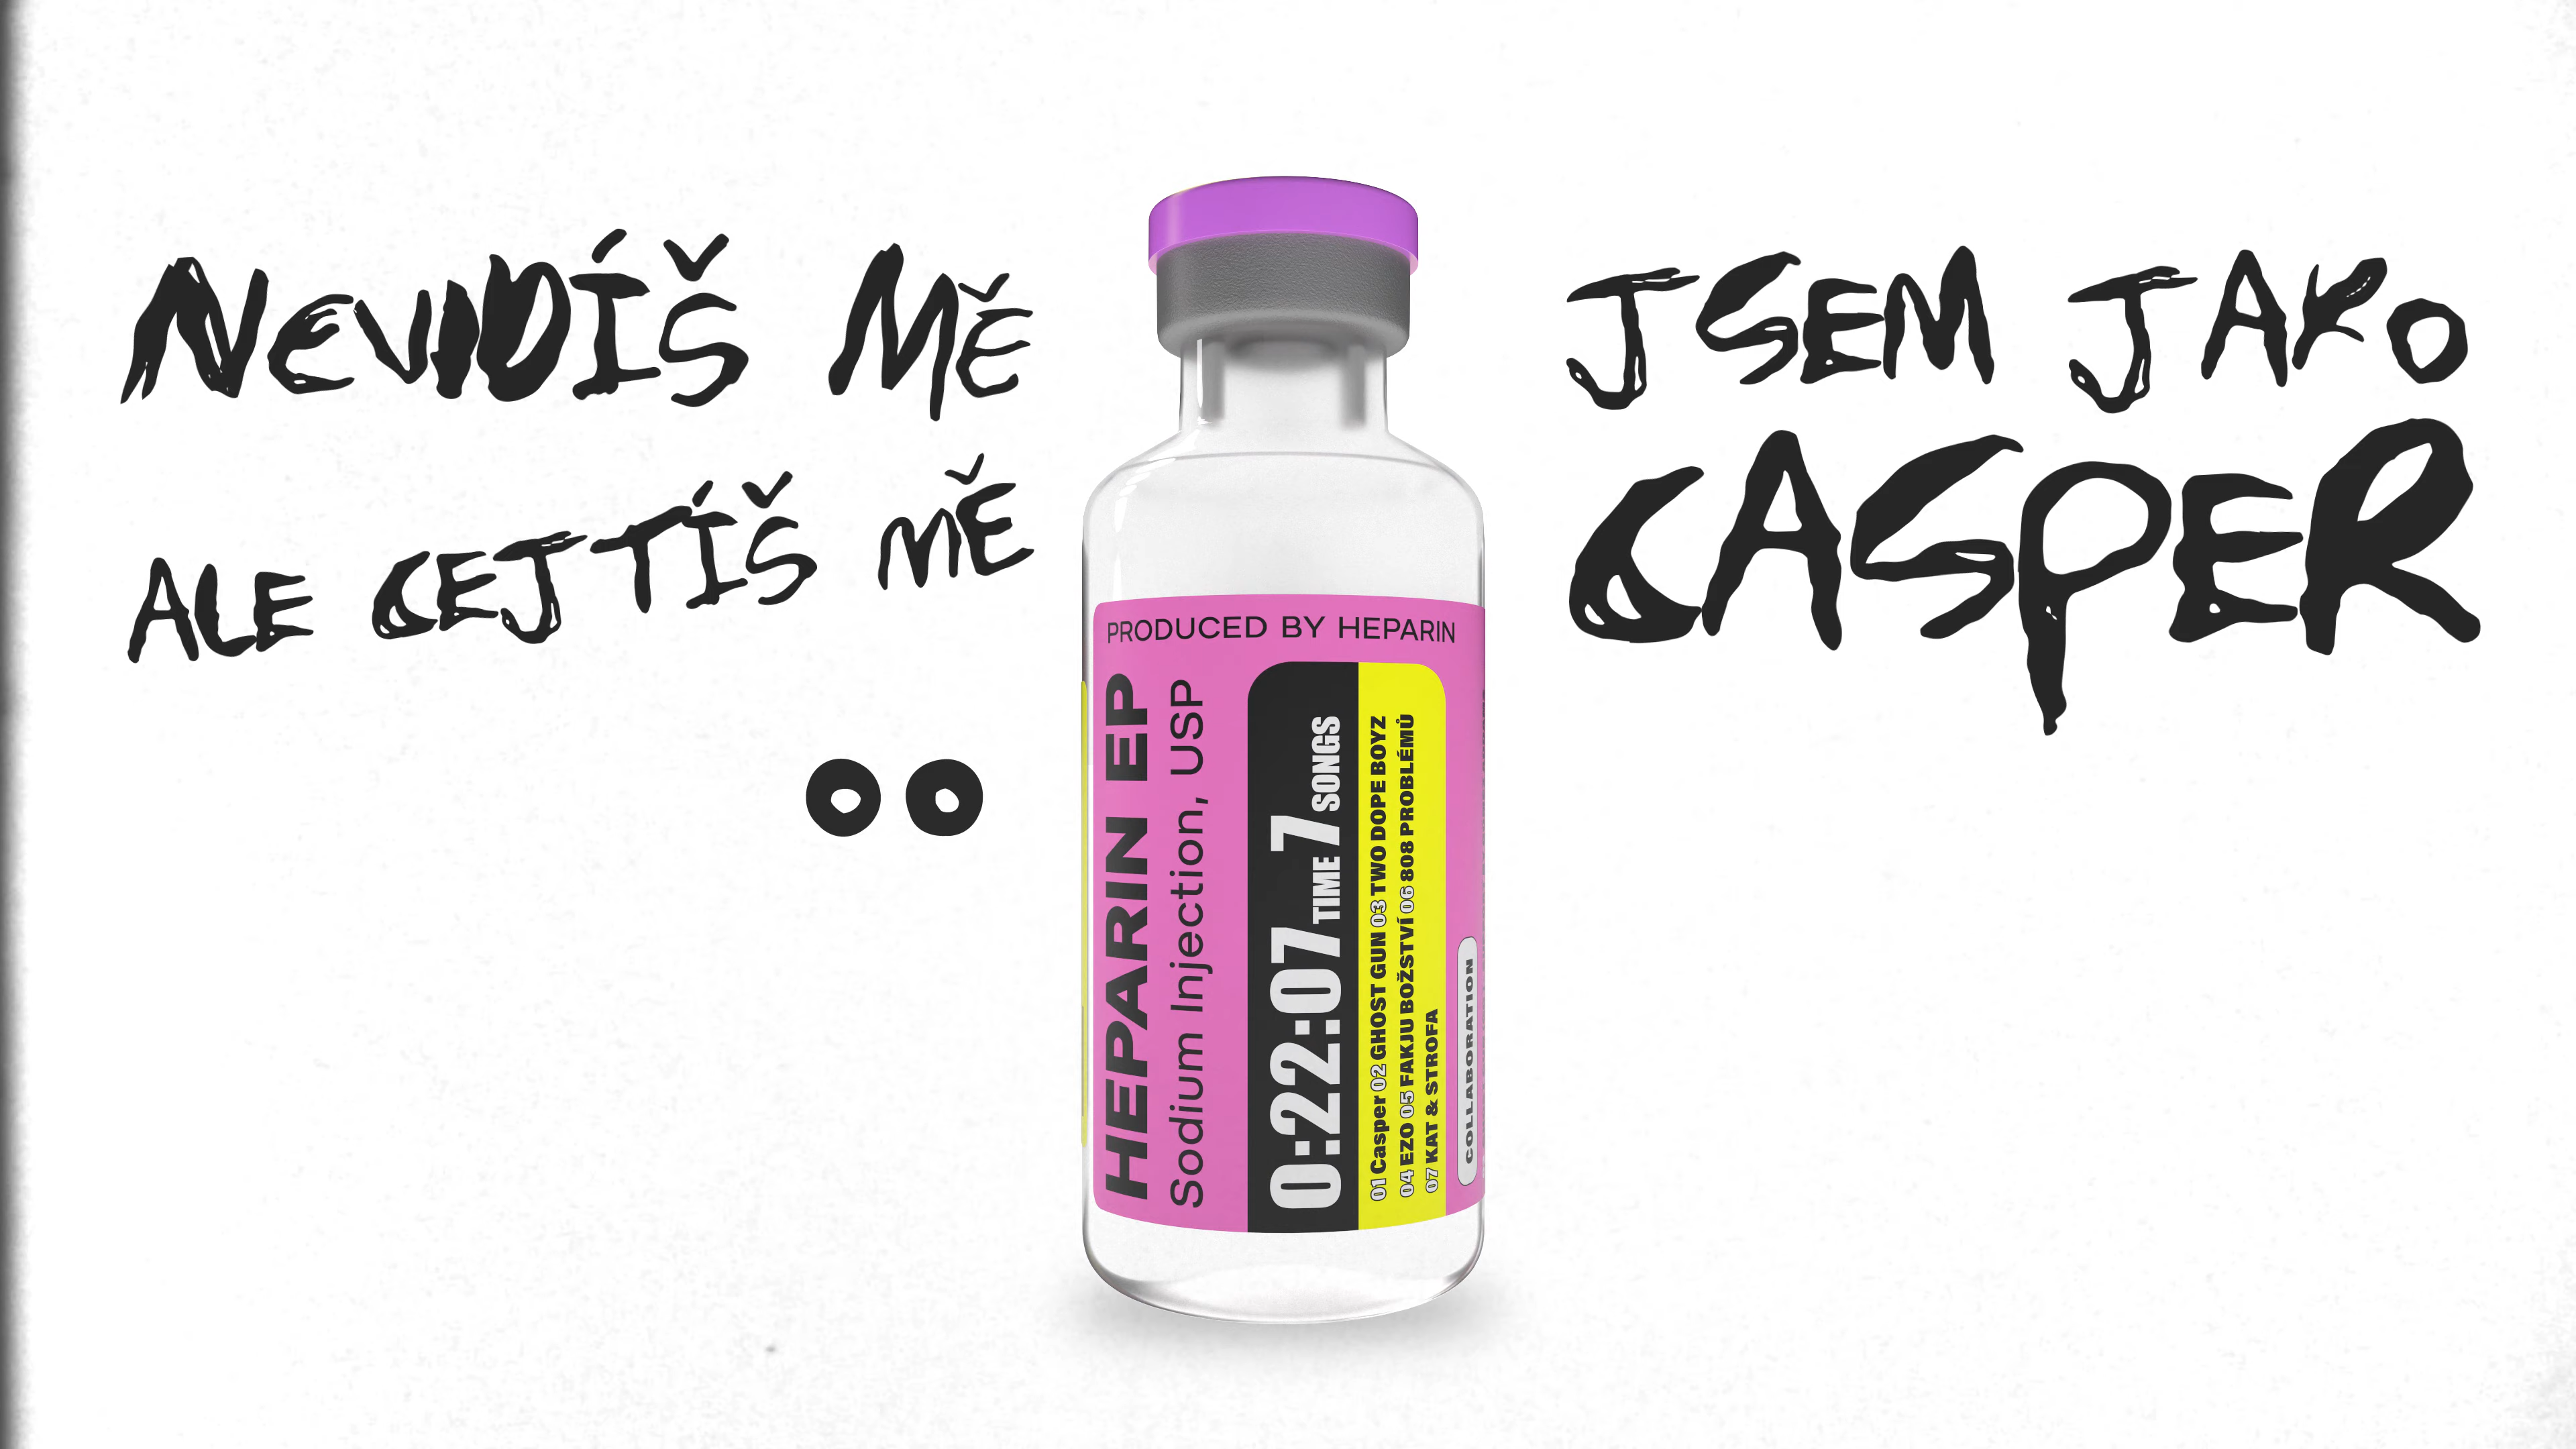 NEVIDÍŠ MĚ
ALE CEJTÍŠ MĚ
JSEM JAKO
CASPER
PRODUCED BY HEPARIN
HEPARIN EP
Sodium Injection, USP
0:22:07 TIME 7 SONGS
01 Casper 02 GHOST GUN 03 TWO DOPE BOYZ
04 EZO 05 FAKJU BOŽSTVÍ 06 808 PROBLÉMŮ
07 KAT & STROFA
COLLABORATION